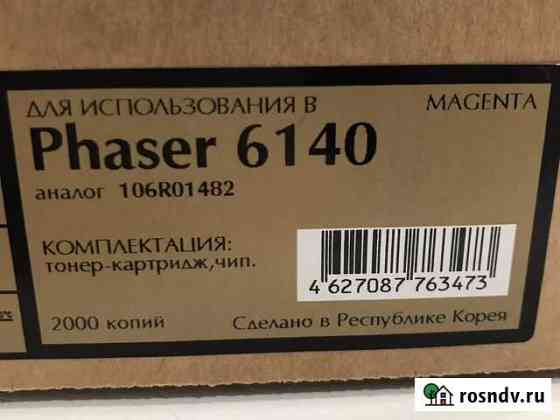 ДЛЯ ИСПОЛЬЗОВАНИЯ В MAGENTA
Phaser 6140
аналог 106R01482
КОМПЛЕКТАЦИЯ:
тонер-картридж,чип.
4 627087 763473
2000 копий Сделано в Республике Корея
rosndv.ru